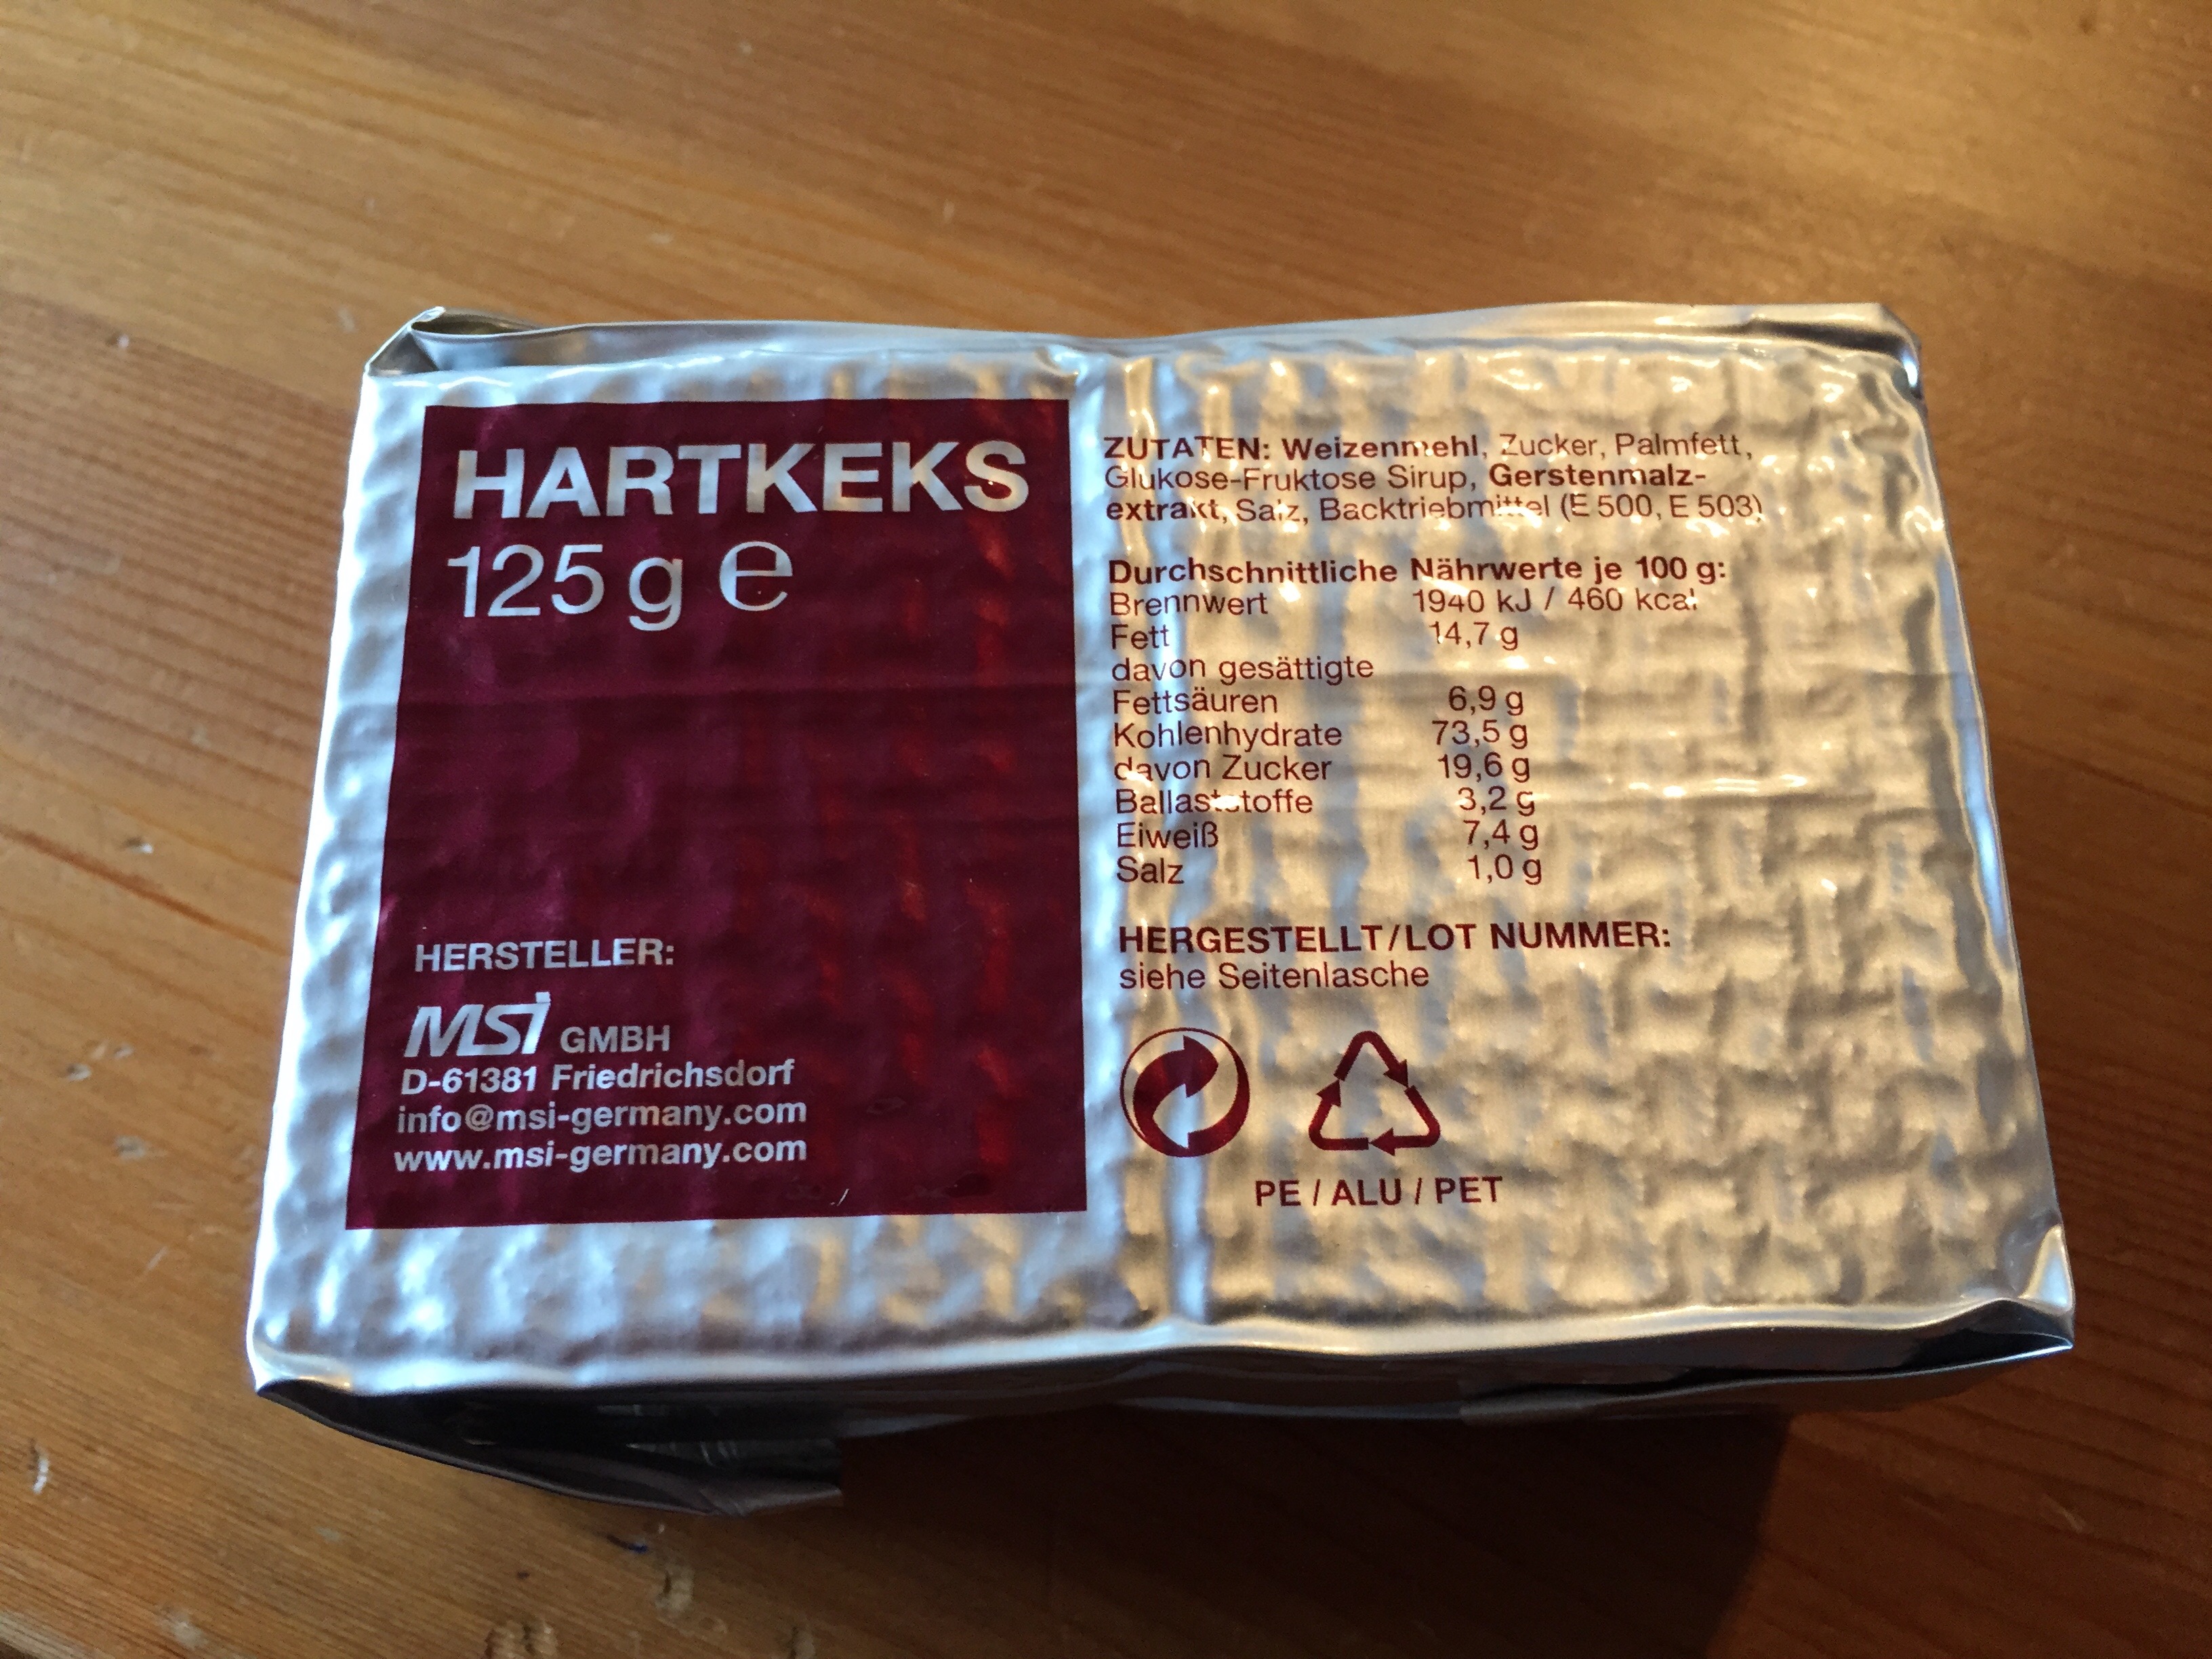 HARTKEKS
125 g e
HERSTELLER:
MSi GMBH
D-61381 Friedrichsdorf
info@msi-germany.com
www.msi-germany.com
ZUTATEN: Weizenmehl, Zucker, Palmfett,
Glukose-Fruktose Sirup, Gerstenmalz-
extrakt, Salz, Backtriebmittel (E 500, E 503)
Durchschnittliche Nährwerte je 100 g:
Brennwert 1940 kJ / 460 kcal
Fett 14,7 g
davon gesättigte
Fettsäuren 6,9 g
Kohlenhydrate 73,5 g
davon Zucker 19,6 g
Ballaststoffe 3,2 g
Eiweiß 7,4 g
Salz 1,0 g
HERGESTELLT/LOT NUMMER:
siehe Seitenlasche
PE / ALU / PET